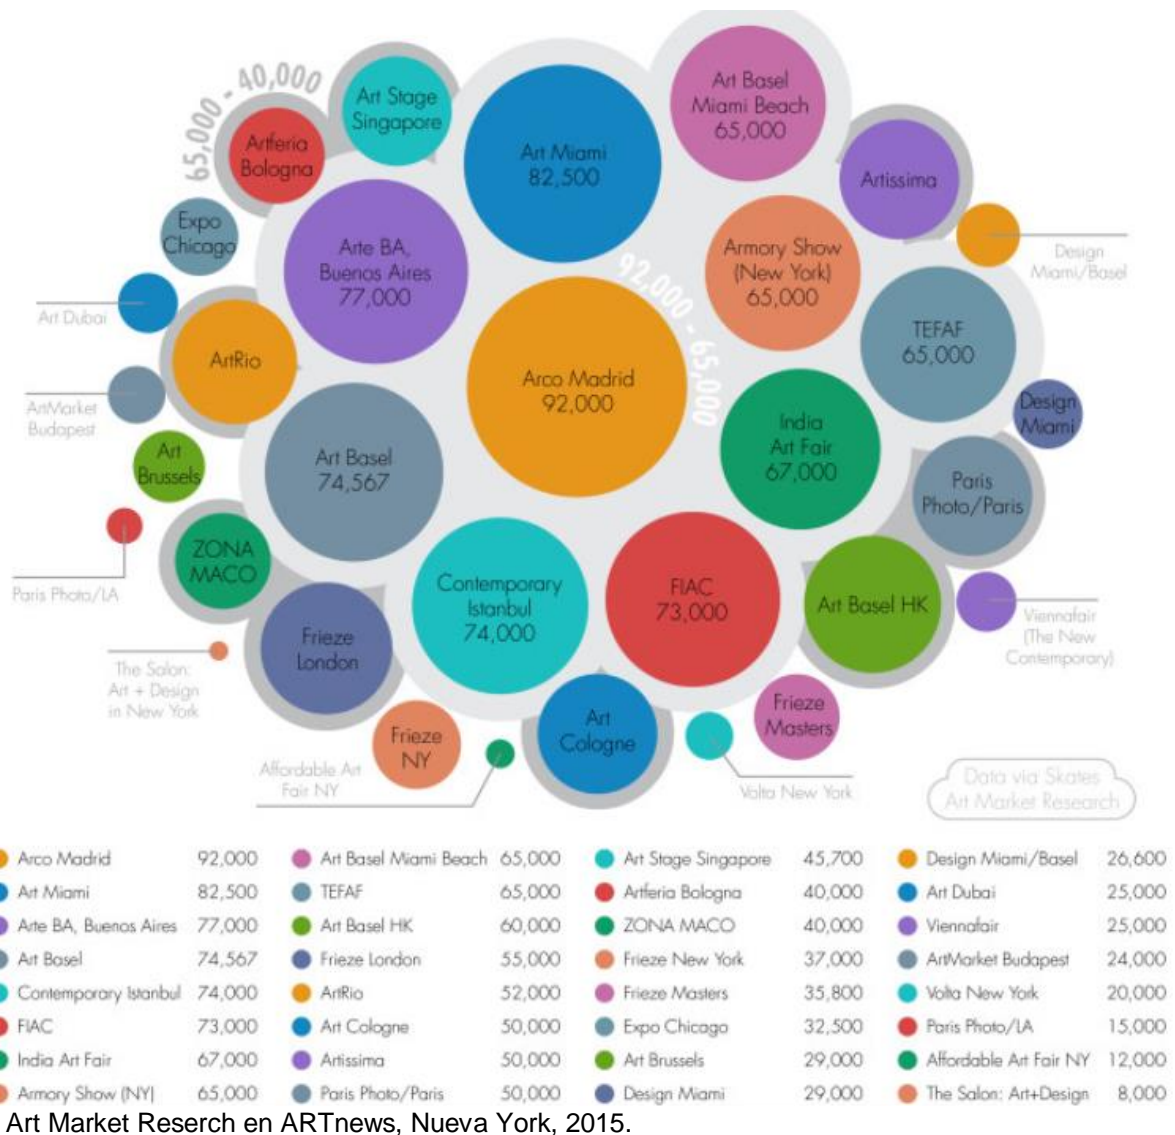 65,000 - 40,000
Art Stage
Singapore
Artferia
Bologna
Art Miami
82,500
Art Basel
Miami Beach
65,000
Artissima
Expo
Chicago
Arte BA,
Buenos Aires
77,000
Armory Show
(New York)
65,000
Design
Miami/Basel
92,000 - 65,000
Art Dubai
ArtRio
TEFAF
65,000
Arco Madrid
92,000
ArtMarket
Budapest
Design
Miami
India
Art Fair
67,000
Art
Brussels
Art Basel
74,567
Paris
Photo/Paris
Paris Photo/LA
ZONA
MACO
Contemporary
Istanbul
74,000
FIAC
73,000
Art Basel HK
Viennafair
(The New
Contemporary)
Frieze
London
The Salon:
Art + Design
in New York
Frieze
NY
Art
Cologne
Frieze
Masters
Affordable Art
Fair NY
Volta New York
Data via Skates
Art Market Research
Arco Madrid 92,000
Art Miami 82,500
Arte BA, Buenos Aires 77,000
Art Basel 74,567
Contemporary Istanbul 74,000
FIAC 73,000
India Art Fair 67,000
Armory Show (NY) 65,000
Art Basel Miami Beach 65,000
TEFAF 65,000
Art Basel HK 60,000
Frieze London 55,000
ArtRio 52,000
Art Cologne 50,000
Artissima 50,000
Paris Photo/Paris 50,000
Art Stage Singapore 45,700
Artferia Bologna 40,000
ZONA MACO 40,000
Frieze New York 37,000
Frieze Masters 35,800
Expo Chicago 32,500
Art Brussels 29,000
Design Miami 29,000
Design Miami/Basel 26,600
Art Dubai 25,000
Viennafair 25,000
ArtMarket Budapest 24,000
Volta New York 20,000
Paris Photo/LA 15,000
Affordable Art Fair NY 12,000
The Salon: Art+Design 8,000
Art Market Reserch en ARTnews, Nueva York, 2015.